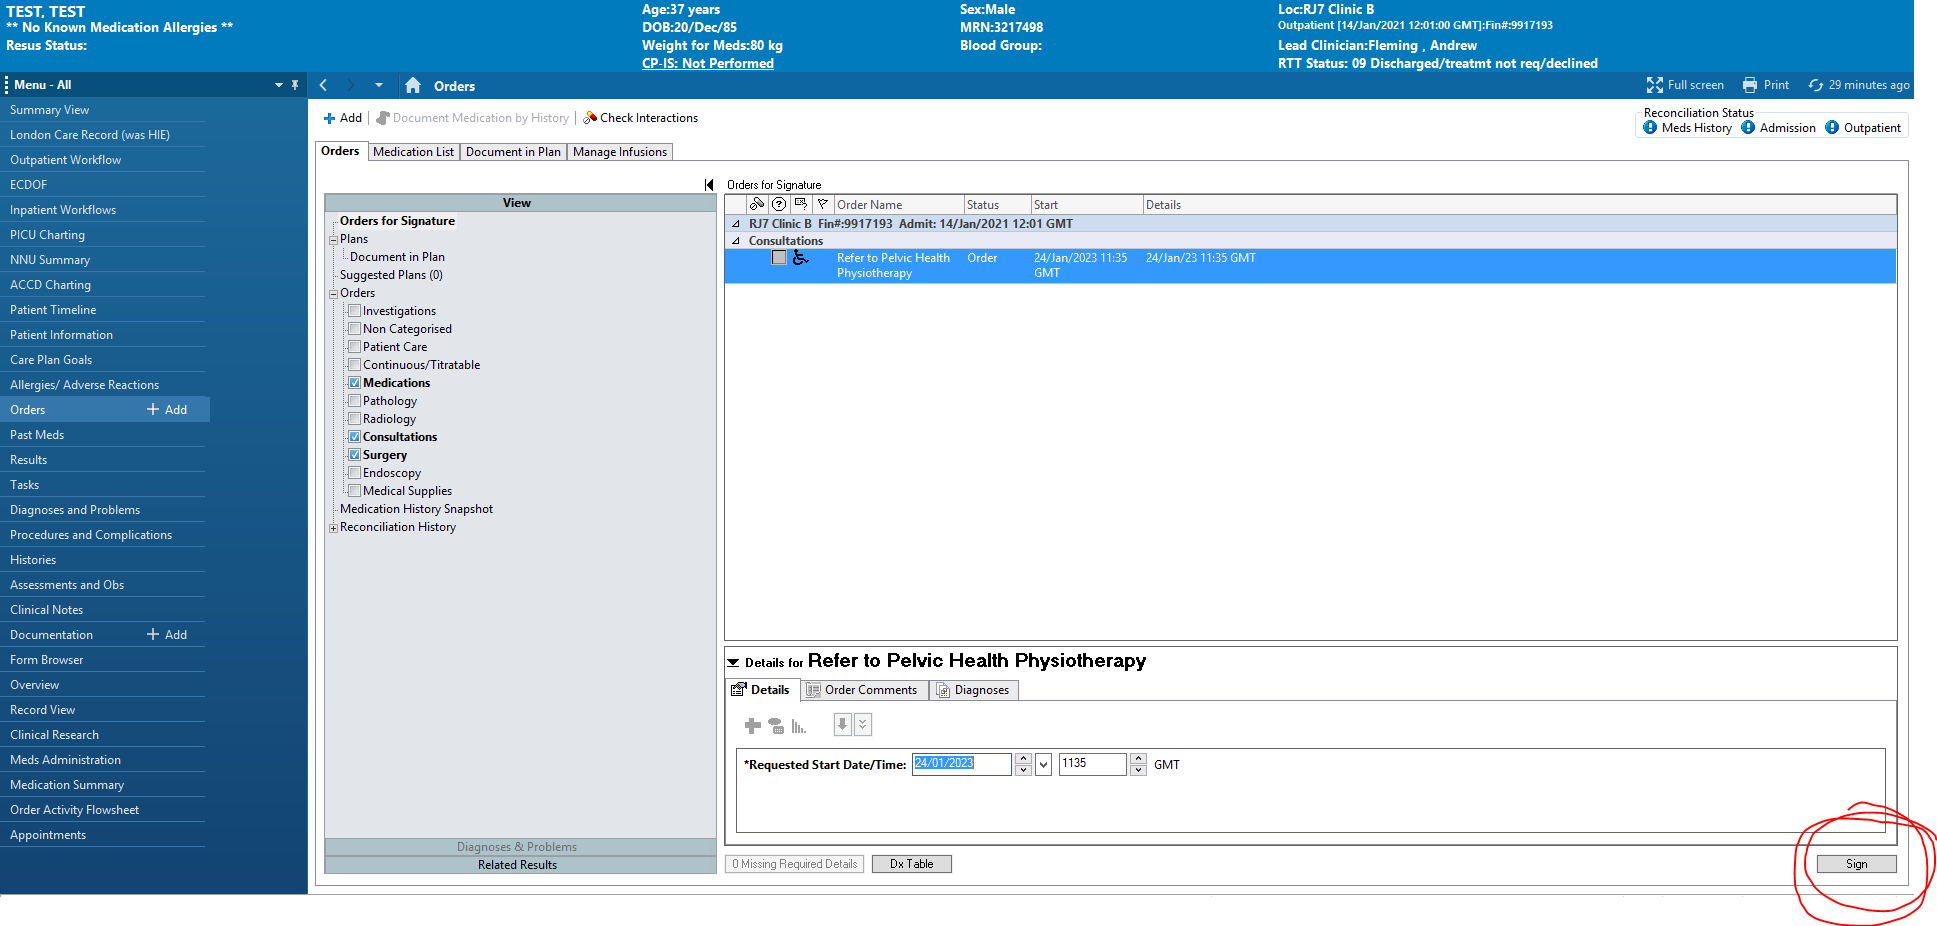 TEST, TEST
** No Known Medication Allergies **
Resus Status:
Age:37 years
DOB:20/Dec/85
Weight for Meds:80 kg
CP-IS: Not Performed
Sex:Male
MRN:3217498
Blood Group:
Loc:RJ7 Clinic B
Outpatient [14/Jan/2021 12:01:00 GMT]:Fin#:9917193
Lead Clinician:Fleming , Andrew
RTT Status: 09 Discharged/treatmt not req/declined
Menu - All
Summary View
London Care Record (was HIE)
Outpatient Workflow
ECDOF
Inpatient Workflows
PICU Charting
NNU Summary
ACCD Charting
Patient Timeline
Patient Information
Care Plan Goals
Allergies/ Adverse Reactions
Orders + Add
Past Meds
Results
Tasks
Diagnoses and Problems
Procedures and Complications
Histories
Assessments and Obs
Clinical Notes
Documentation + Add
Form Browser
Overview
Record View
Clinical Research
Meds Administration
Medication Summary
Order Activity Flowsheet
Appointments
Orders
Full screen Print 29 minutes ago
Add Document Medication by History Check Interactions
Reconciliation Status
Meds History Admission Outpatient
Orders Medication List Document in Plan Manage Infusions
View
Orders for Signature
Plans
Document in Plan
Suggested Plans (0)
Orders
Investigations
Non Categorised
Patient Care
Continuous/Titratable
Medications
Pathology
Radiology
Consultations
Surgery
Endoscopy
Medical Supplies
Medication History Snapshot
Reconciliation History
Diagnoses & Problems
Related Results
Orders for Signature
Order Name Status Start Details
RJ7 Clinic B Fin#:9917193 Admit: 14/Jan/2021 12:01 GMT
Consultations
Refer to Pelvic Health Order 24/Jan/2023 11:35 24/Jan/23 11:35 GMT
Physiotherapy GMT
Details for Refer to Pelvic Health Physiotherapy
Details Order Comments Diagnoses
*Requested Start Date/Time: 24/01/2023 1135 GMT
0 Missing Required Details Dx Table Sign